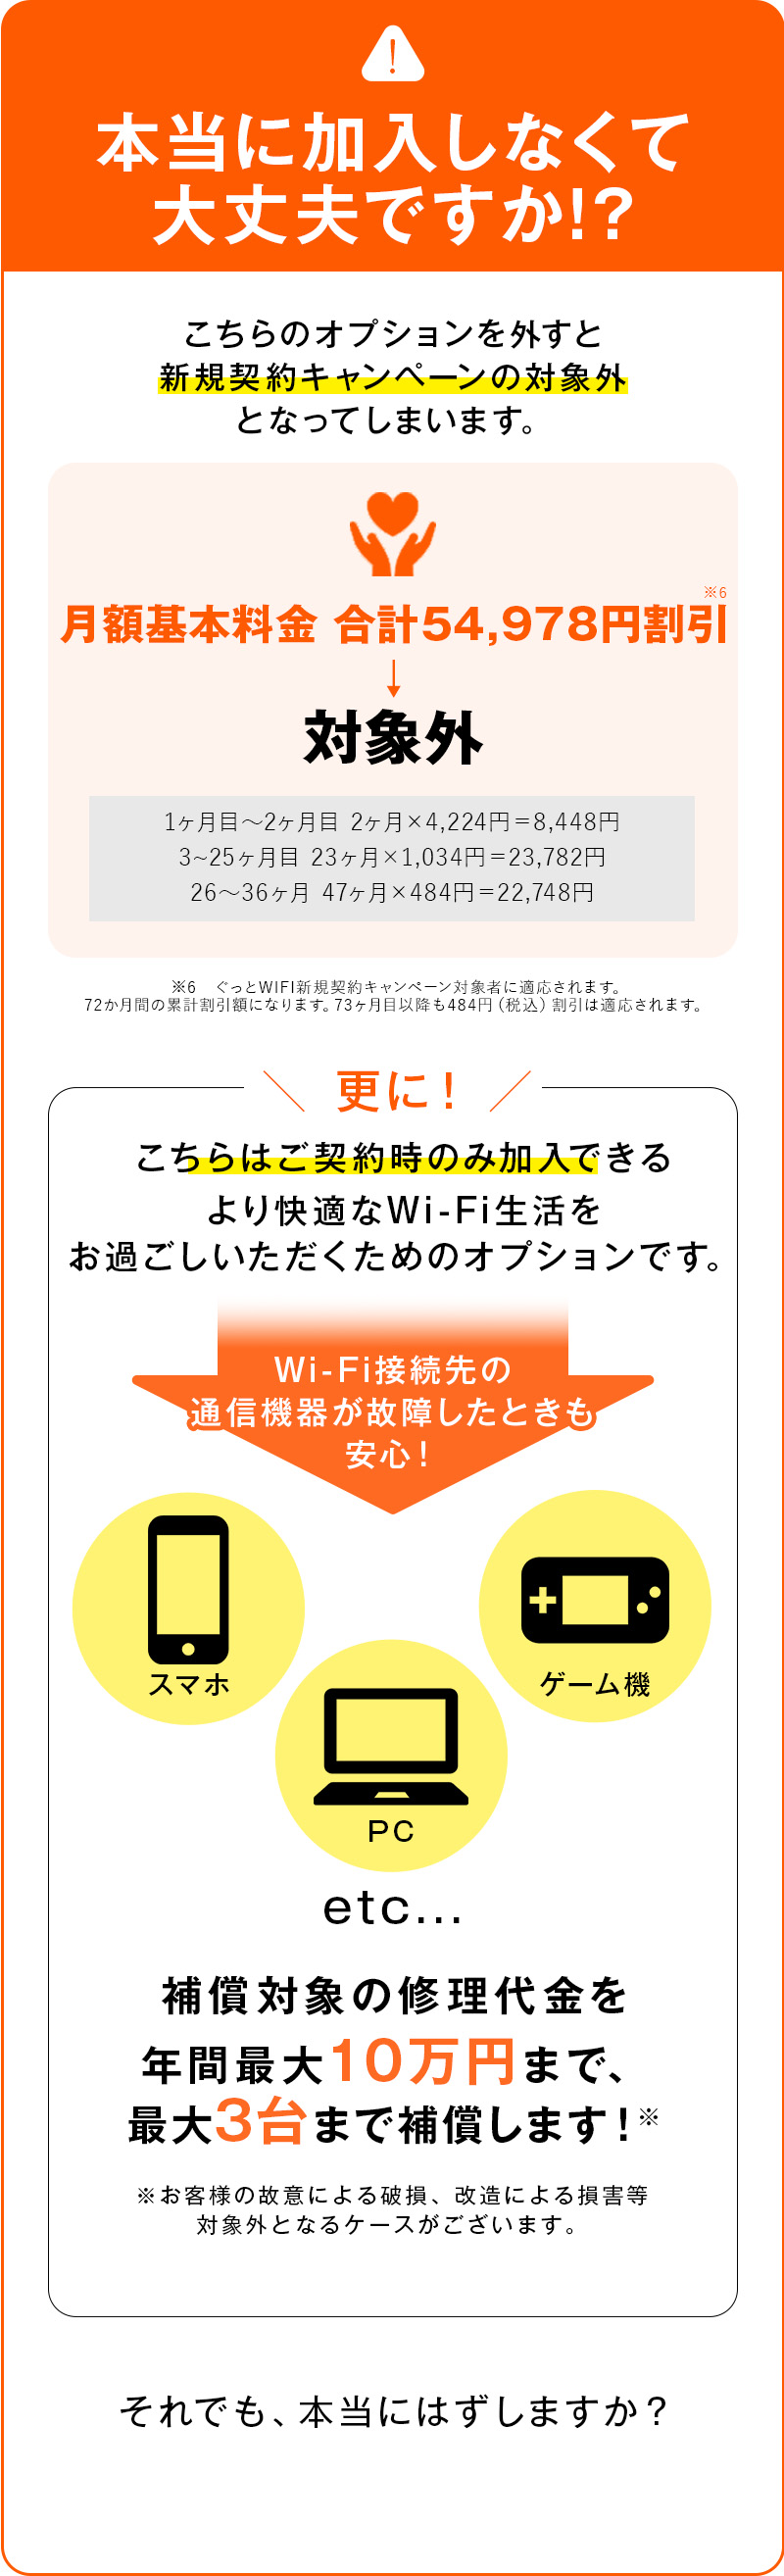 !
本当に加入しなくて
大丈夫ですか!?
こちらのオプションを外すと
新規契約キャンペーンの対象外
となってしまいます。
※6
月額基本料金 合計54,978円割引
↓
対象外
1ヶ月目〜2ヶ月目 2ヶ月×4,224円=8,448円
3~25ヶ月目 23ヶ月×1,034円=23,782円
26〜36ヶ月 47ヶ月×484円=22,748円
※6　ぐっとWIFI新規契約キャンペーン対象者に適応されます。
72か月間の累計割引額になります。73ヶ月目以降も484円（税込）割引は適応されます。
＼ 更に！ ／
こちらはご契約時のみ加入できる
より快適なWi-Fi生活を
お過ごしいただくためのオプションです。
Wi-Fi接続先の
通信機器が故障したときも
安心！
スマホ
ゲーム機
PC
etc...
補償対象の修理代金を
年間最大10万円まで、
最大3台まで補償します！※
※お客様の故意による破損、改造による損害等
対象外となるケースがございます。
それでも、本当にはずしますか？